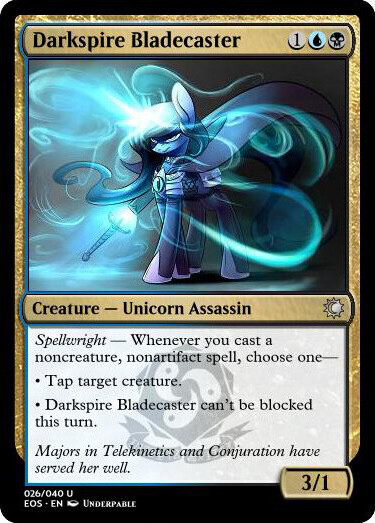 Darkspire Bladecaster 1
Creature — Unicorn Assassin
Spellwright — Whenever you cast a
noncreature, nonartifact spell, choose one—
• Tap target creature.
• Darkspire Bladecaster can't be blocked
this turn.
Majors in Telekinetics and Conjuration have
served her well.
3/1
026/040 U
EOS • EN Underpable